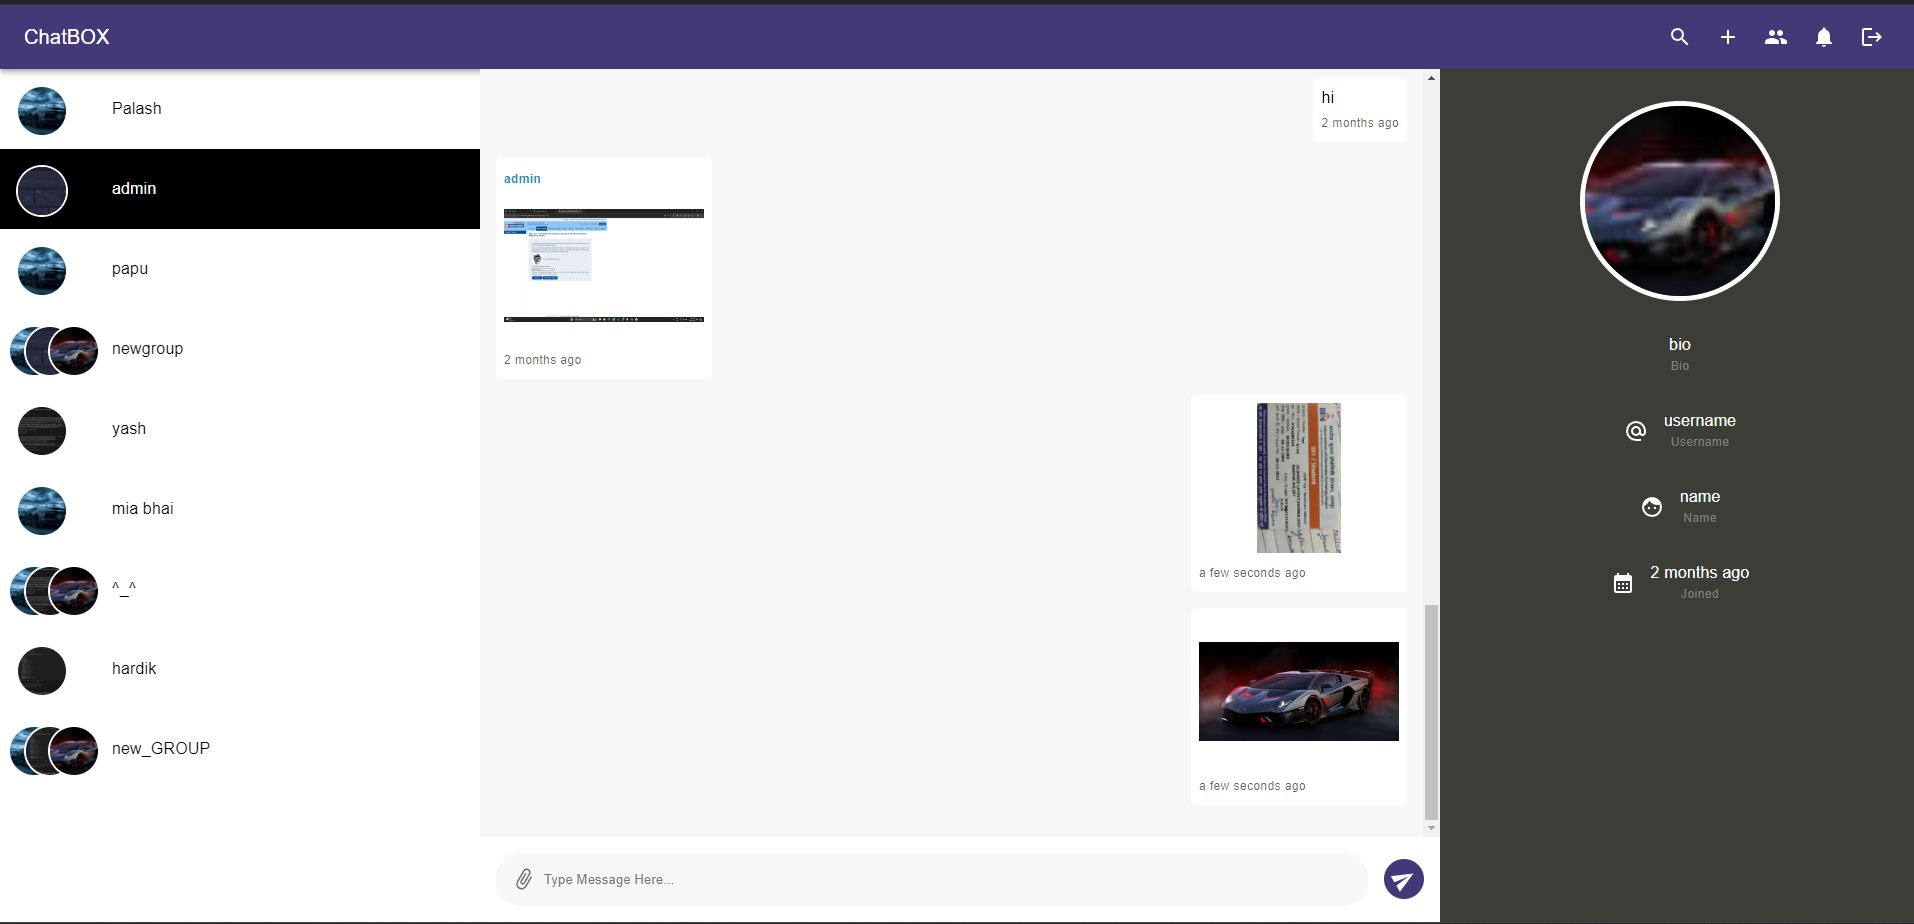 ChatBOX
Palash
admin
papu
newgroup
yash
mia bhai
^_^
hardik
new_GROUP
hi
2 months ago
admin
2 months ago
a few seconds ago
a few seconds ago
Type Message Here...
bio
Bio
username
Username
name
Name
2 months ago
Joined